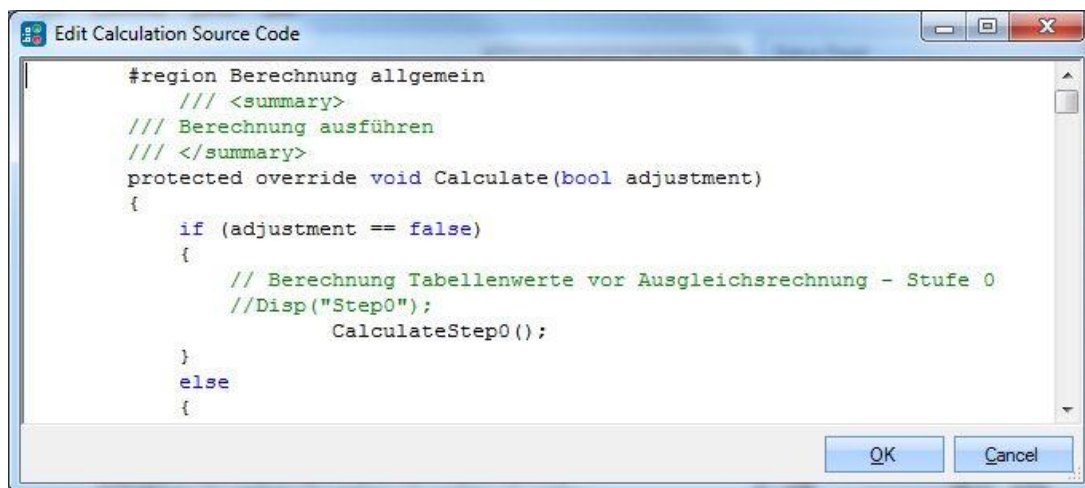 Edit Calculation Source Code
#region Berechnung allgemein
/// <summary>
/// Berechnung ausführen
/// </summary>
protected override void Calculate(bool adjustment)
{
if (adjustment == false)
{
// Berechnung Tabellenwerte vor Ausgleichsrechnung - Stufe 0
//Disp("Step0");
CalculateStep0();
}
else
{
OK Cancel